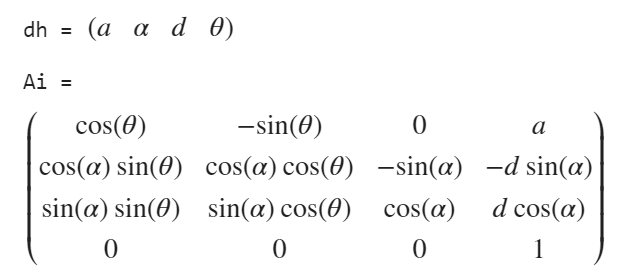 dh = (a α d θ)
Ai =
cos(θ) −sin(θ) 0 a
cos(α) sin(θ) cos(α) cos(θ) −sin(α) −d sin(α)
sin(α) sin(θ) sin(α) cos(θ) cos(α) d cos(α)
0 0 0 1